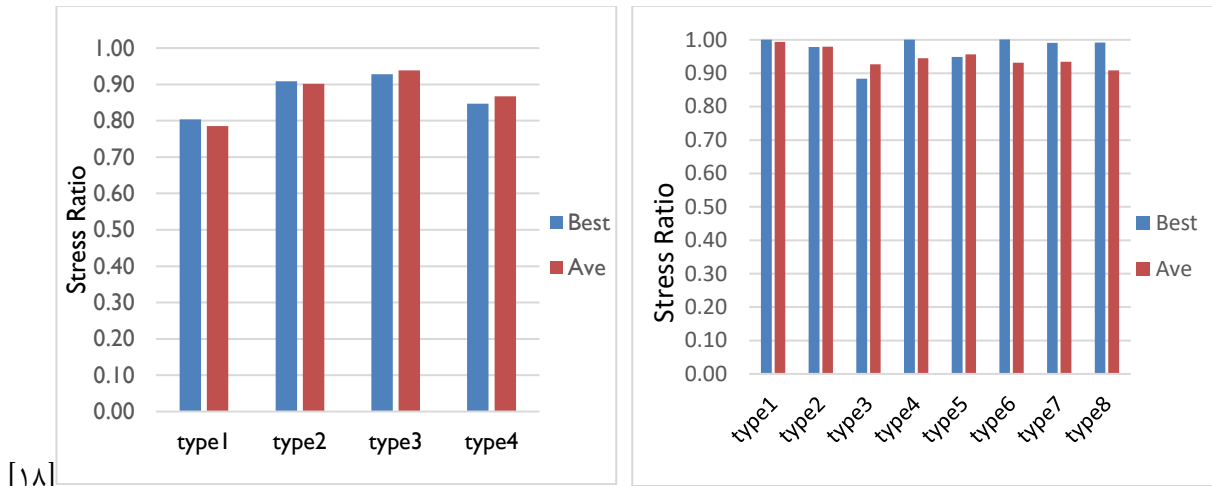 1.00
0.90
0.80
0.70
0.60
0.50
0.40
0.30
0.20
0.10
0.00
Stress Ratio
type1 type2 type3 type4
Best
Ave
1.00
0.90
0.80
0.70
0.60
0.50
0.40
0.30
0.20
0.10
0.00
Stress Ratio
type1 type2 type3 type4 type5 type6 type7 type8
Best
Ave
[۱۸]